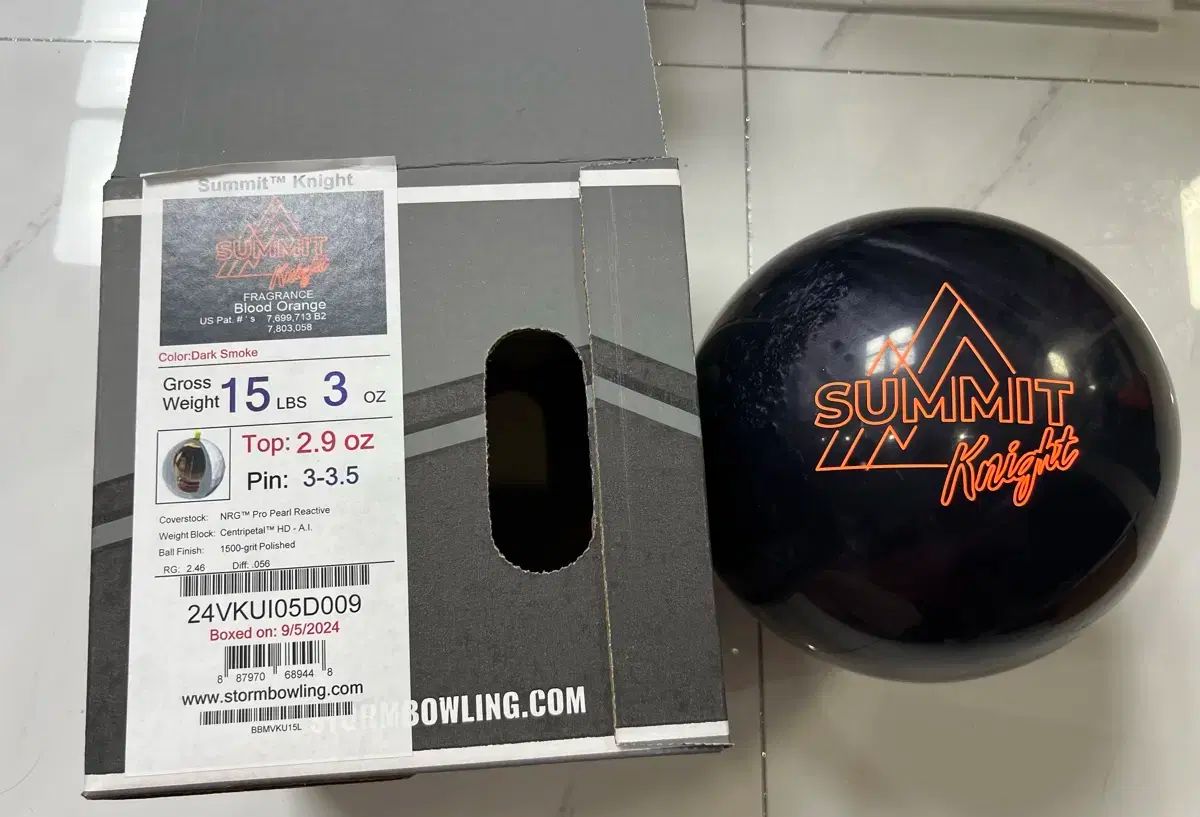 Summit™ Knight
SUMMIT
Knight
FRAGRANCE
Blood Orange
US Pat. #'s 7,699,713 B2
7,803,058
Color:Dark Smoke
Gross Weight 15 LBS 3 OZ
Top: 2.9 oz
Pin: 3-3.5
Coverstock: NRG™ Pro Pearl Reactive
Weight Block: Centripetal™ HD - A.I.
Ball Finish: 1500-grit Polished
RG: 2.46 Diff: .056
24VKUI05D009
Boxed on: 9/5/2024
8 87970 68944 8
www.stormbowling.com
BBMVKU15L
STORMBOWLING.COM
SUMMIT
Knight